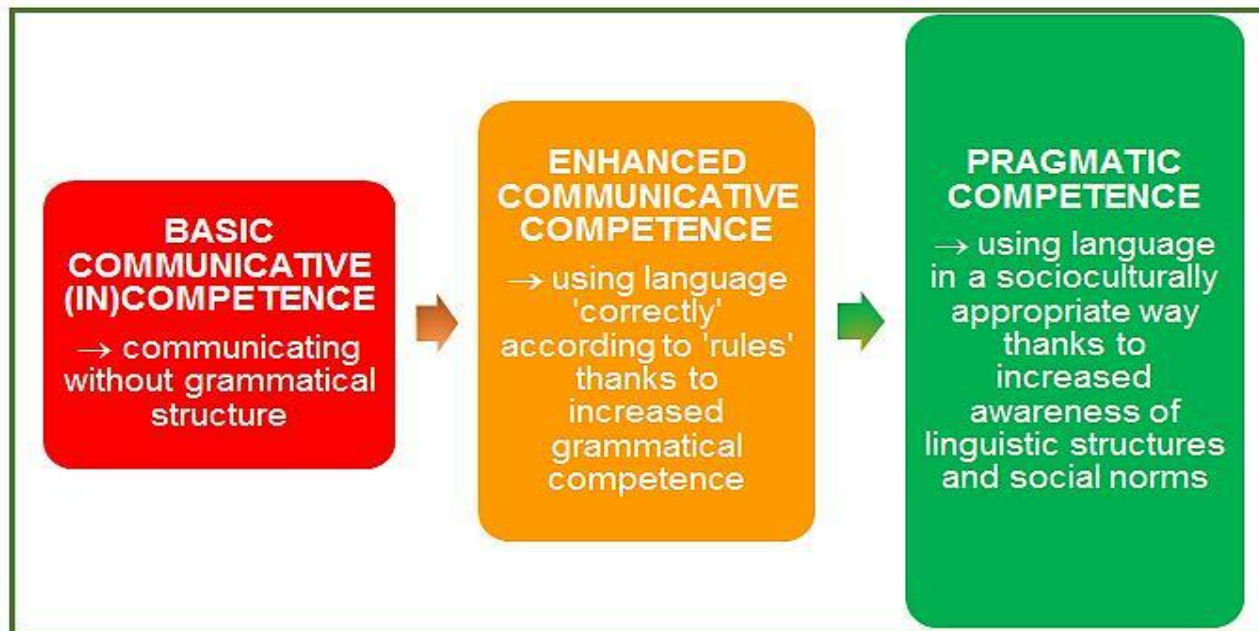 BASIC
COMMUNICATIVE
(IN)COMPETENCE
→ communicating
without grammatical
structure
ENHANCED
COMMUNICATIVE
COMPETENCE
→ using language
'correctly'
according to 'rules'
thanks to
increased
grammatical
competence
PRAGMATIC
COMPETENCE
→ using language
in a socioculturally
appropriate way
thanks to
increased
awareness of
linguistic structures
and social norms